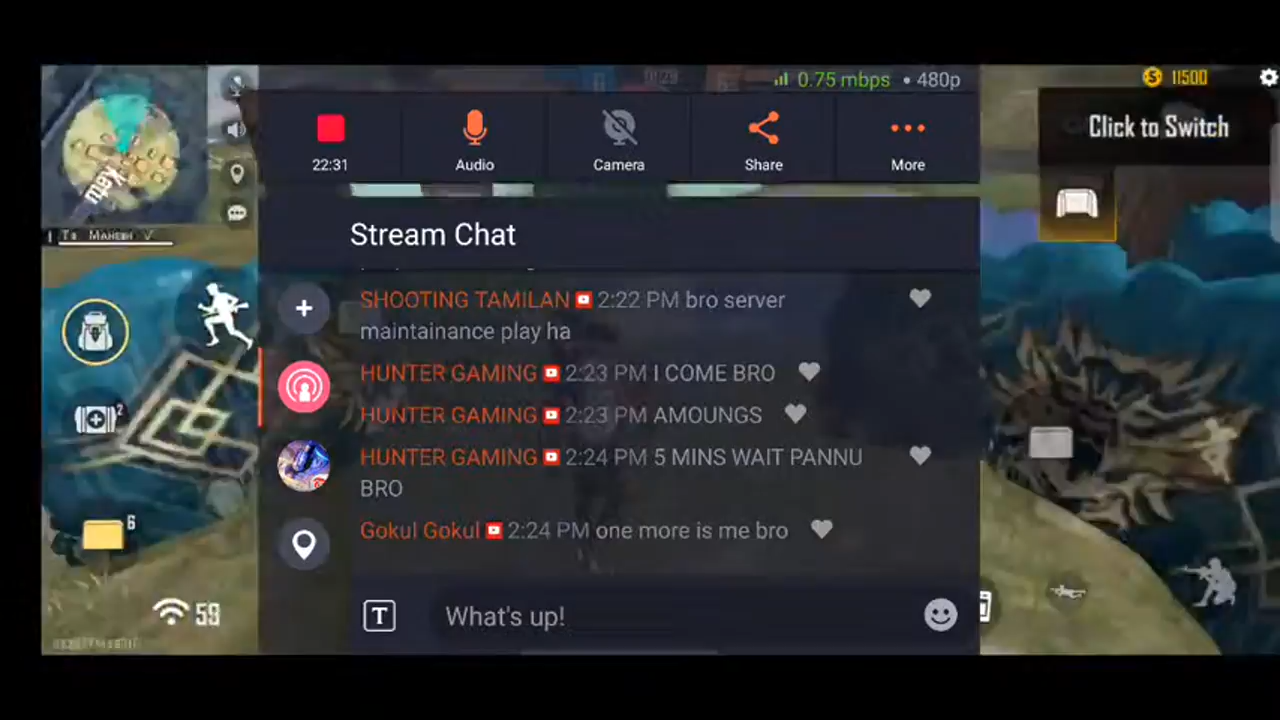 0.75 mbps • 480p
11500
Click to Switch
22:31
Audio
Camera
Share
More
Stream Chat
SHOOTING TAMILAN 2:22 PM bro server
maintainance play ha
HUNTER GAMING 2:23 PM I COME BRO
HUNTER GAMING 2:23 PM AMOUNGS
HUNTER GAMING 2:24 PM 5 MINS WAIT PANNU
BRO
Gokul Gokul 2:24 PM one more is me bro
T What's up!
2
6
59